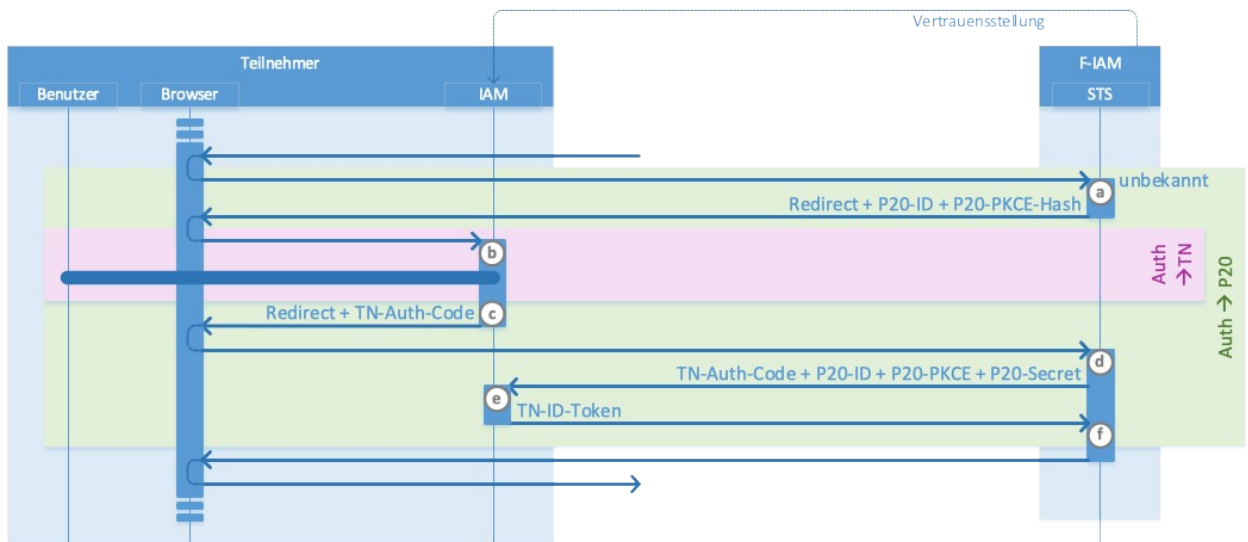 Vertrauensstellung
Teilnehmer
F-IAM
Benutzer
Browser
IAM
STS
a
unbekannt
Redirect + P20-ID + P20-PKCE-Hash
b
Auth → TN
Auth → P20
Redirect + TN-Auth-Code
c
d
TN-Auth-Code + P20-ID + P20-PKCE + P20-Secret
e
TN-ID-Token
f